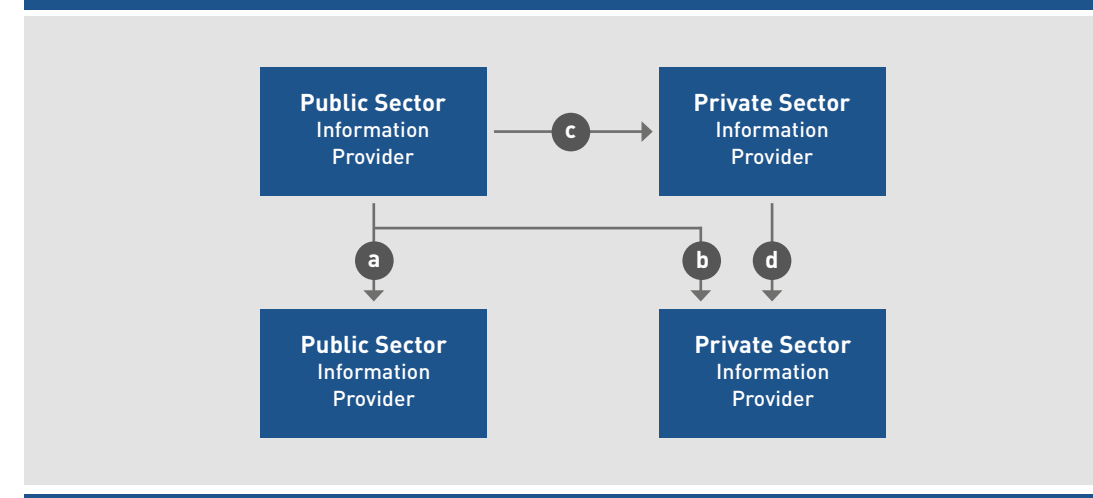 Public Sector
Information
Provider
c
Private Sector
Information
Provider
a
b
d
Public Sector
Information
Provider
Private Sector
Information
Provider